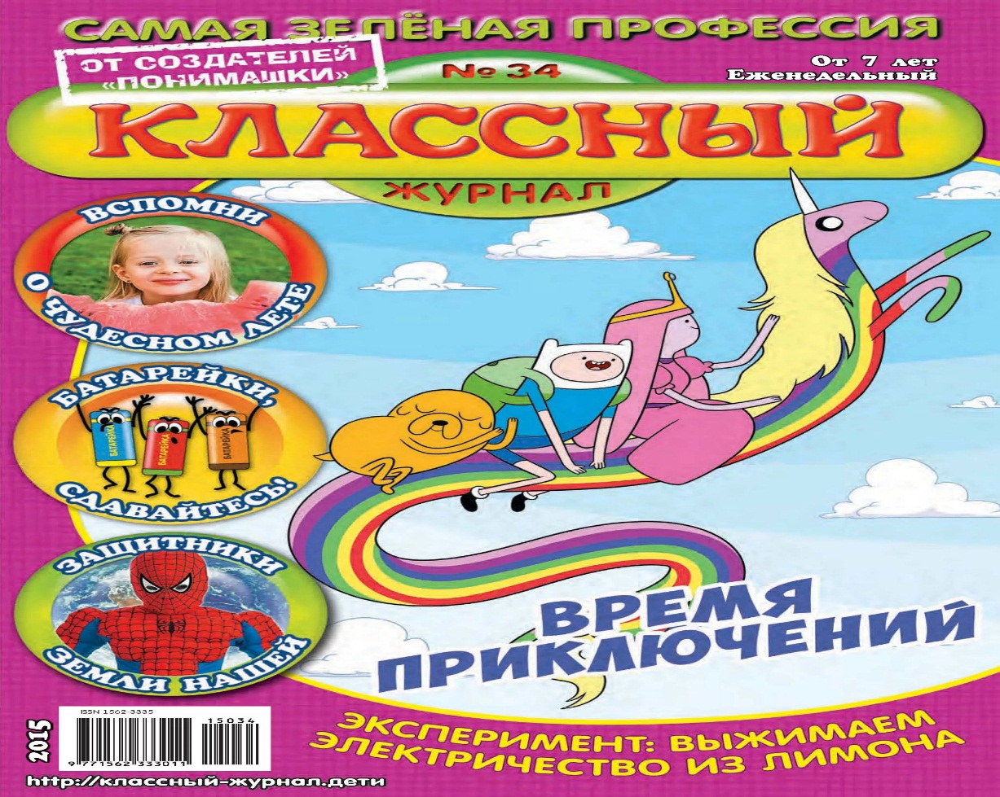 САМАЯ ЗЕЛЁНАЯ ПРОФЕССИЯ
ОТ СОЗДАТЕЛЕЙ
«ПОНИМАШКИ»
№ 34
От 7 лет
Еженедельный
КЛАССНЫЙ
ЖУРНАЛ
ВСПОМНИ
О ЧУДЕСНОМ ЛЕТЕ
БАТАРЕЙКИ,
БАТАРЕЙКА
БАТАРЕЙКА
БАТАРЕЙКА
СДАВАЙТЕСЬ!
ЗАЩИТНИКИ
ЗЕМЛИ НАШЕЙ
ВРЕМЯ
ПРИКЛЮЧЕНИЙ
ЭКСПЕРИМЕНТ: ВЫЖИМАЕМ
ЭЛЕКТРИЧЕСТВО ИЗ ЛИМОНА
2015
ISSN 1562-3335
15034
9 771562 333011
http://классный-журнал.дети